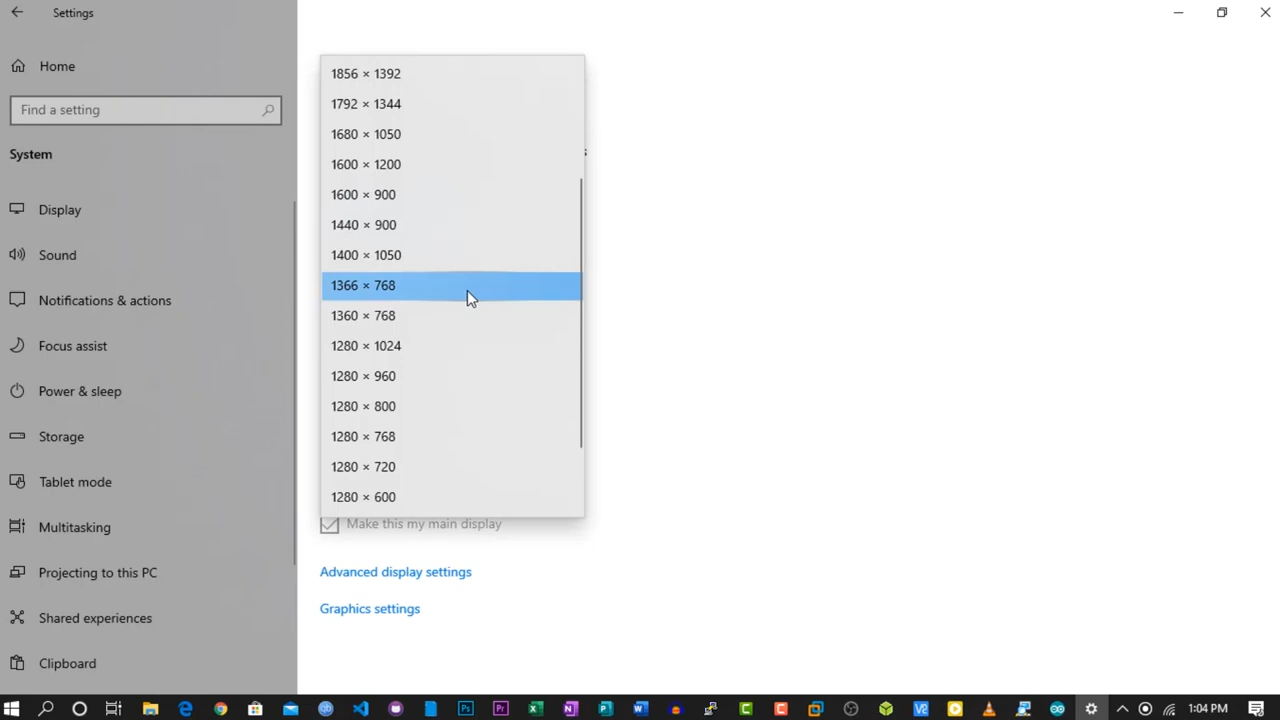 Settings
Home
Find a setting
System
Display
Sound
Notifications & actions
Focus assist
Power & sleep
Storage
Tablet mode
Multitasking
Projecting to this PC
Shared experiences
Clipboard
1856 × 1392
1792 × 1344
1680 × 1050
1600 × 1200
1600 × 900
1440 × 900
1400 × 1050
1366 × 768
1360 × 768
1280 × 1024
1280 × 960
1280 × 800
1280 × 768
1280 × 720
1280 × 600
Make this my main display
Advanced display settings
Graphics settings
1:04 PM